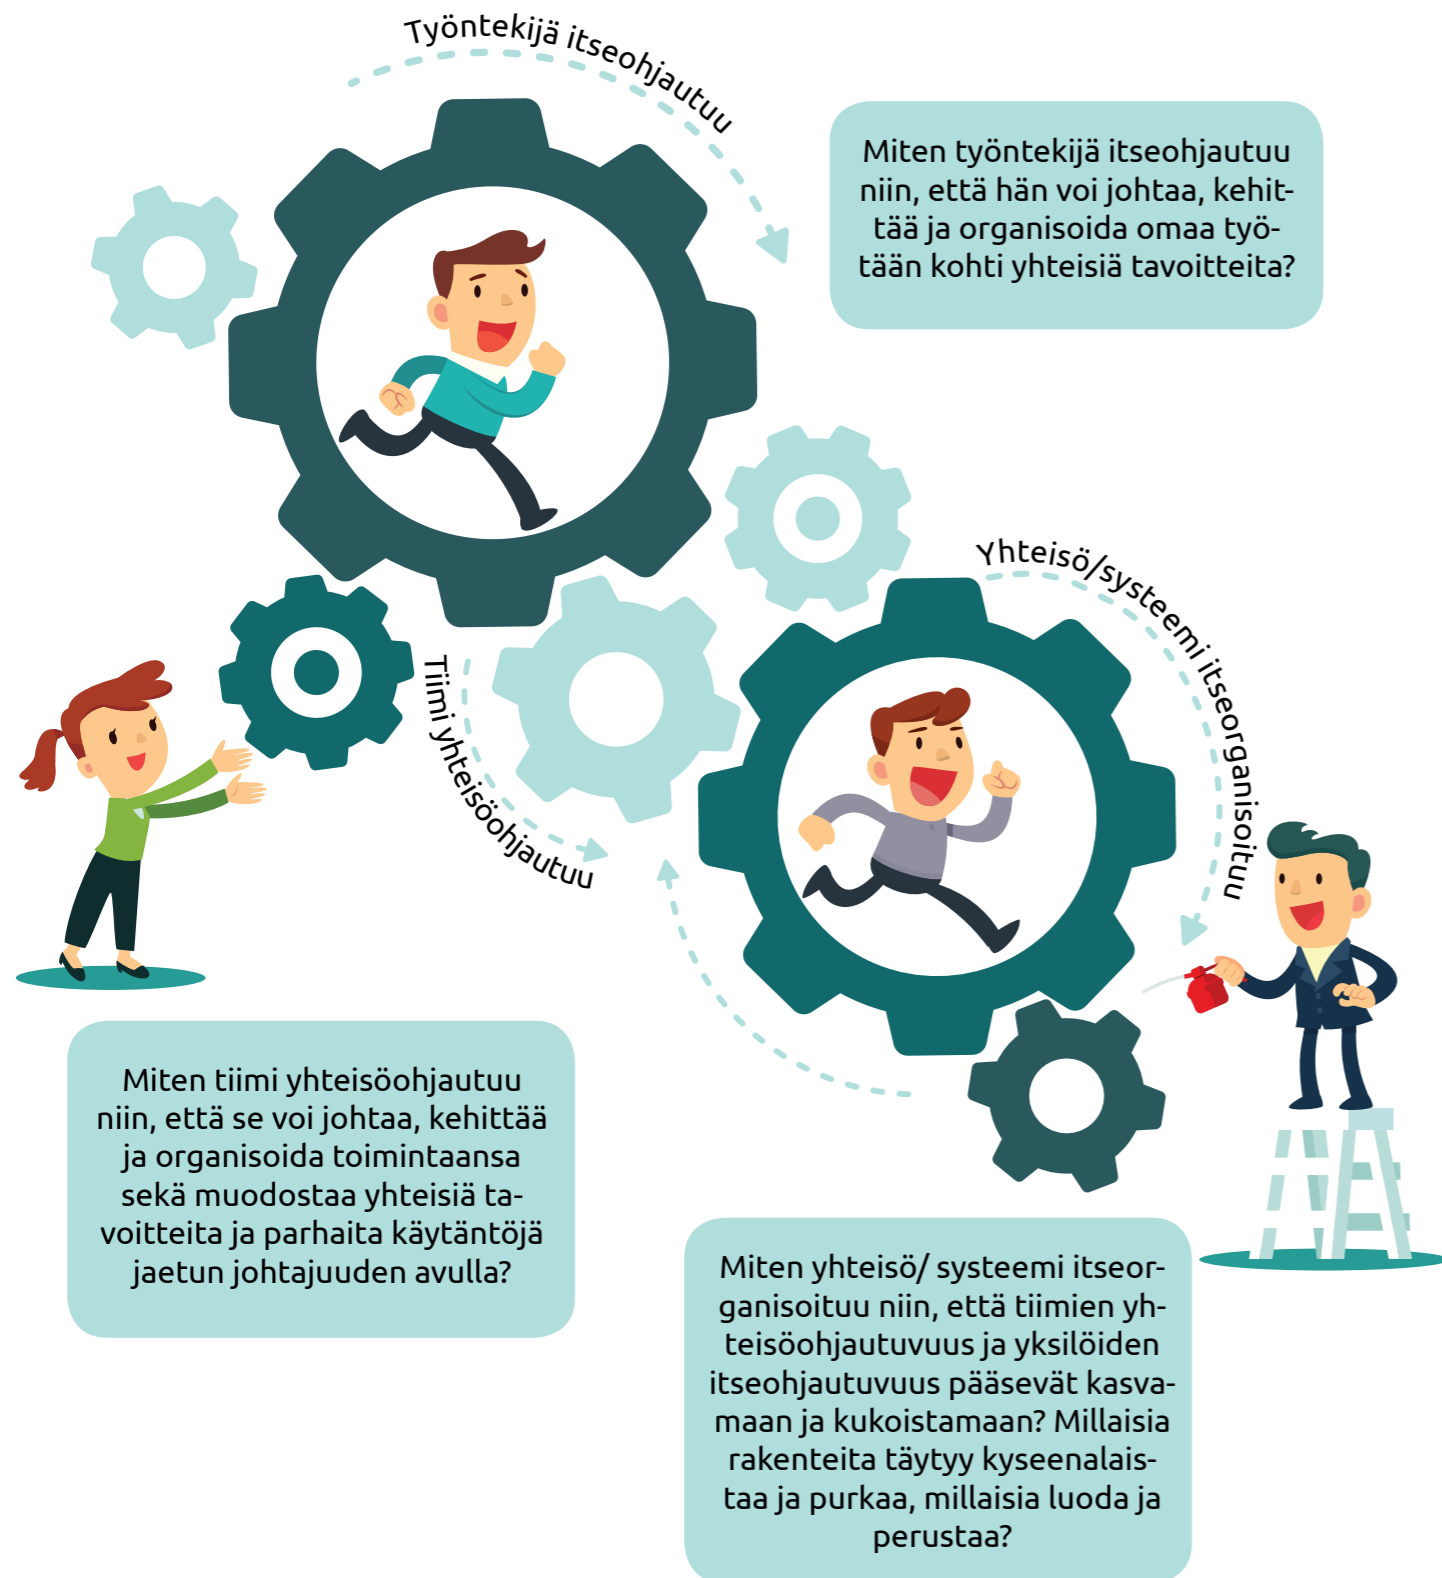 Työntekijä itseohjautuu
Miten työntekijä itseohjautuu
niin, että hän voi johtaa, kehit-
tää ja organisoida omaa työ-
tään kohti yhteisiä tavoitteita?
Yhteisö/systeemi itseorganisoituu
Tiimi yhteisöohjautuu
Miten tiimi yhteisöohjautuu
niin, että se voi johtaa, kehittää
ja organisoida toimintaansa
sekä muodostaa yhteisiä ta-
voitteita ja parhaita käytäntöjä
jaetun johtajuuden avulla?
Miten yhteisö/ systeemi itseor-
ganisoituu niin, että tiimien yh-
teisöohjautuvuus ja yksilöiden
itseohjautuvuus pääsevät kasva-
maan ja kukoistamaan? Millaisia
rakenteita täytyy kyseenalais-
taa ja purkaa, millaisia luoda ja
perustaa?